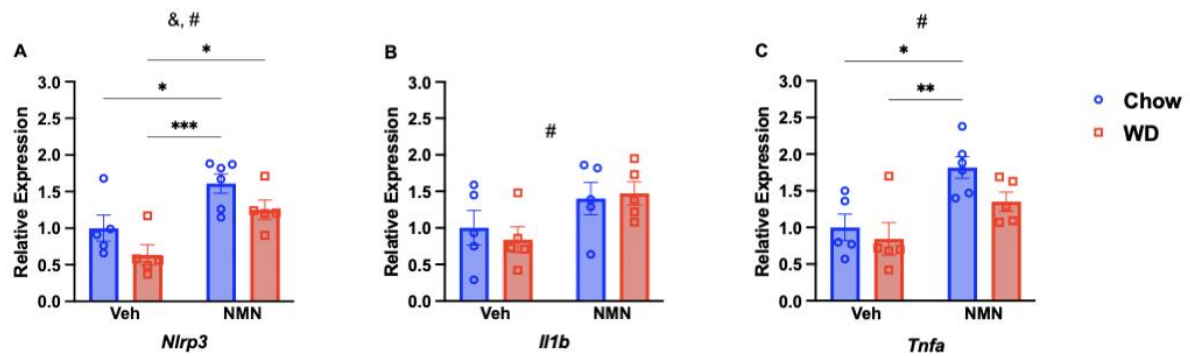 &, #
#
A
*
B
C
*
*
**
***
#
Relative Expression
3.0
2.5
2.0
1.5
1.0
0.5
0.0
Veh
NMN
Nlrp3
Relative Expression
3.0
2.5
2.0
1.5
1.0
0.5
0.0
Veh
NMN
Il1b
Relative Expression
3.0
2.5
2.0
1.5
1.0
0.5
0.0
Veh
NMN
Tnfa
Chow
WD